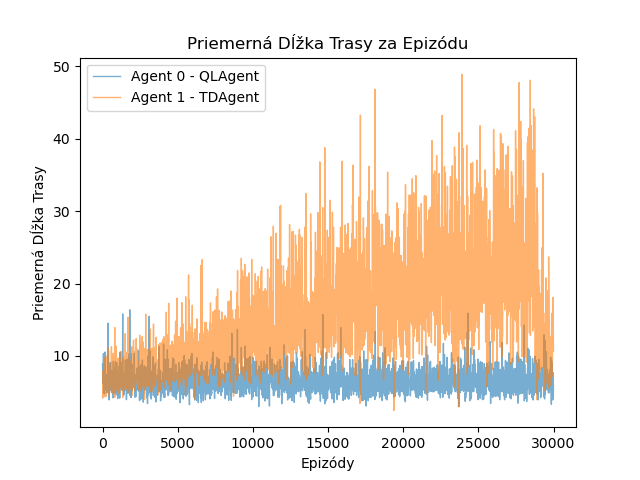 Priemerná Dĺžka Trasy za Epizódu
Agent 0 - QLAgent
Agent 1 - TDAgent
Priemerná Dĺžka Trasy
50
40
30
20
10
0
5000
10000
15000
20000
25000
30000
Epizódy